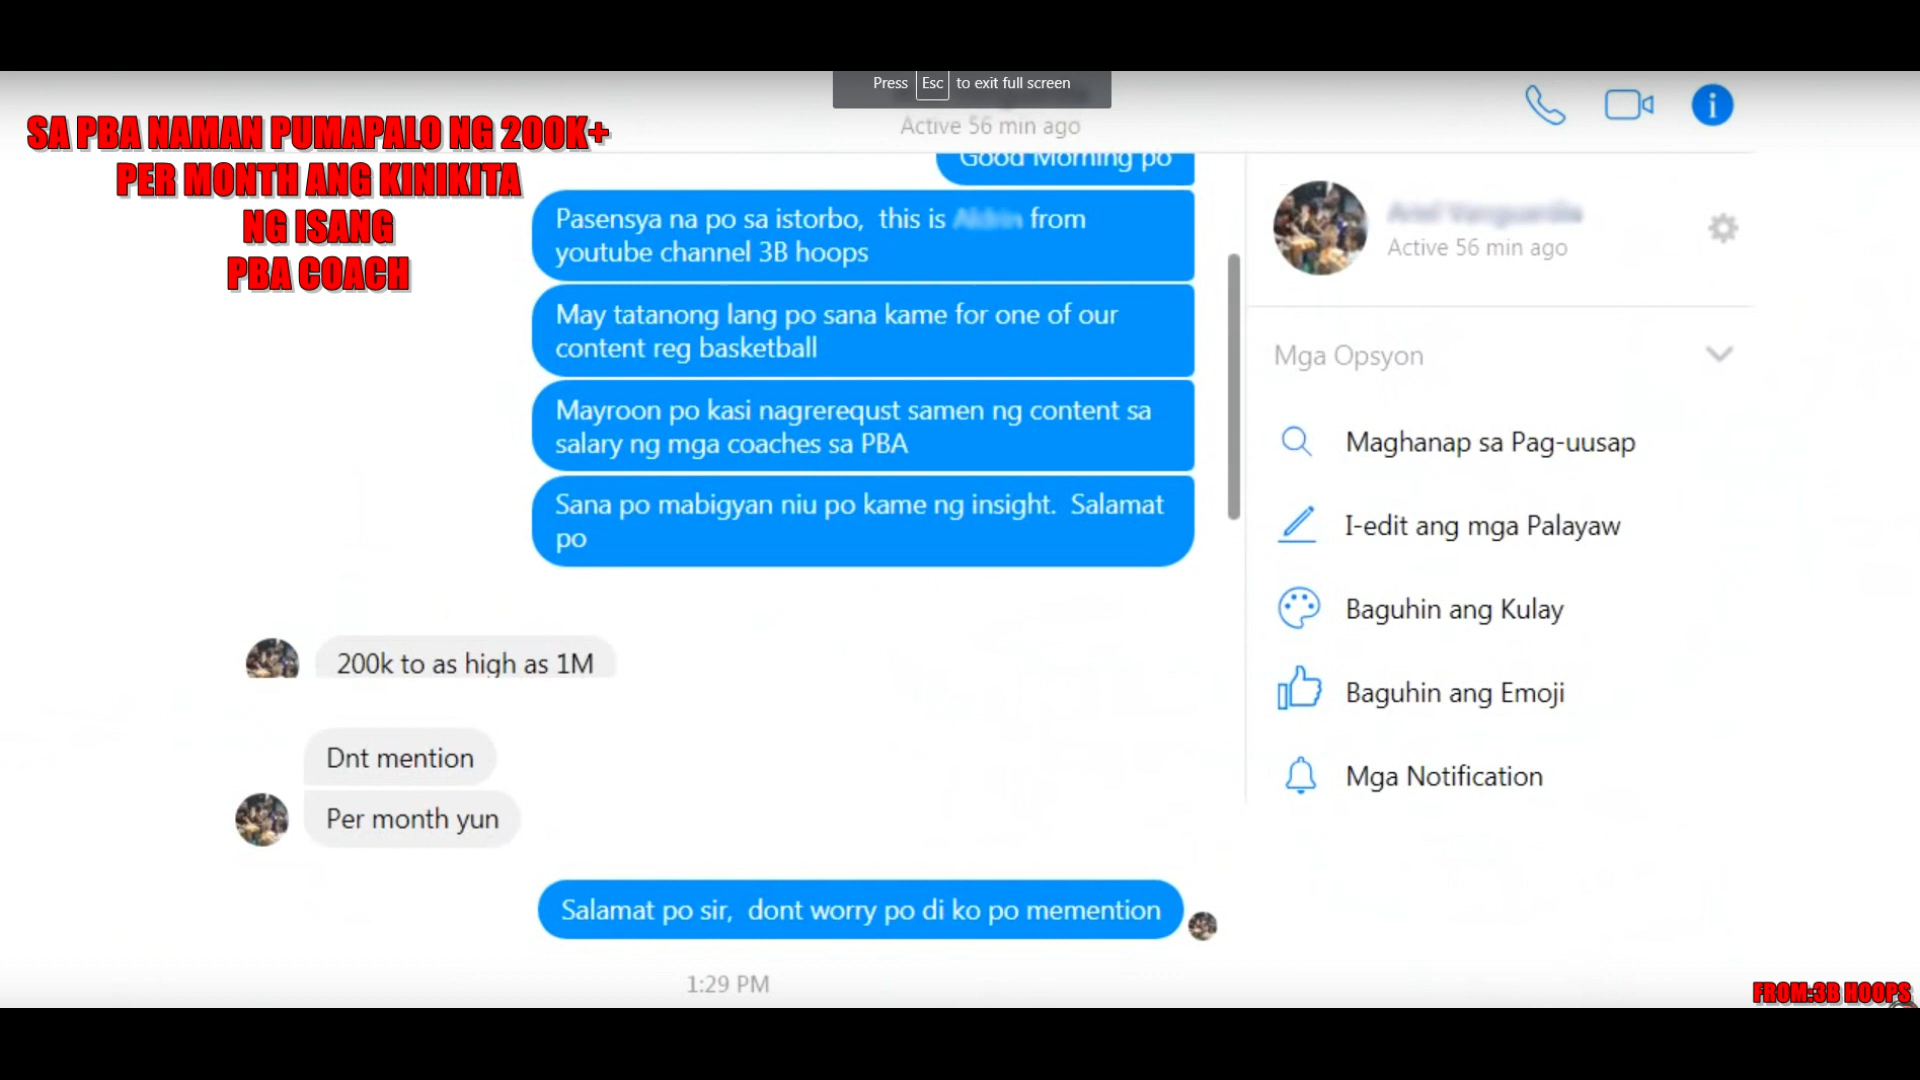 Press Esc to exit full screen
Active 56 min ago
SA PBA NAMAN PUMAPALO NG 200K+
PER MONTH ANG KINIKITA
NG ISANG
PBA COACH
Good Morning po
Pasensya na po sa istorbo, this is from
youtube channel 3B hoops
May tatanong lang po sana kame for one of our
content reg basketball
Mayroon po kasi nagrerequst samen ng content sa
salary ng mga coaches sa PBA
Sana po mabigyan niu po kame ng insight. Salamat
po
200k to as high as 1M
Dnt mention
Per month yun
Salamat po sir, dont worry po di ko po memention
1:29 PM
Active 56 min ago
Mga Opsyon
Maghanap sa Pag-uusap
I-edit ang mga Palayaw
Baguhin ang Kulay
Baguhin ang Emoji
Mga Notification
FROM:3B HOOPS